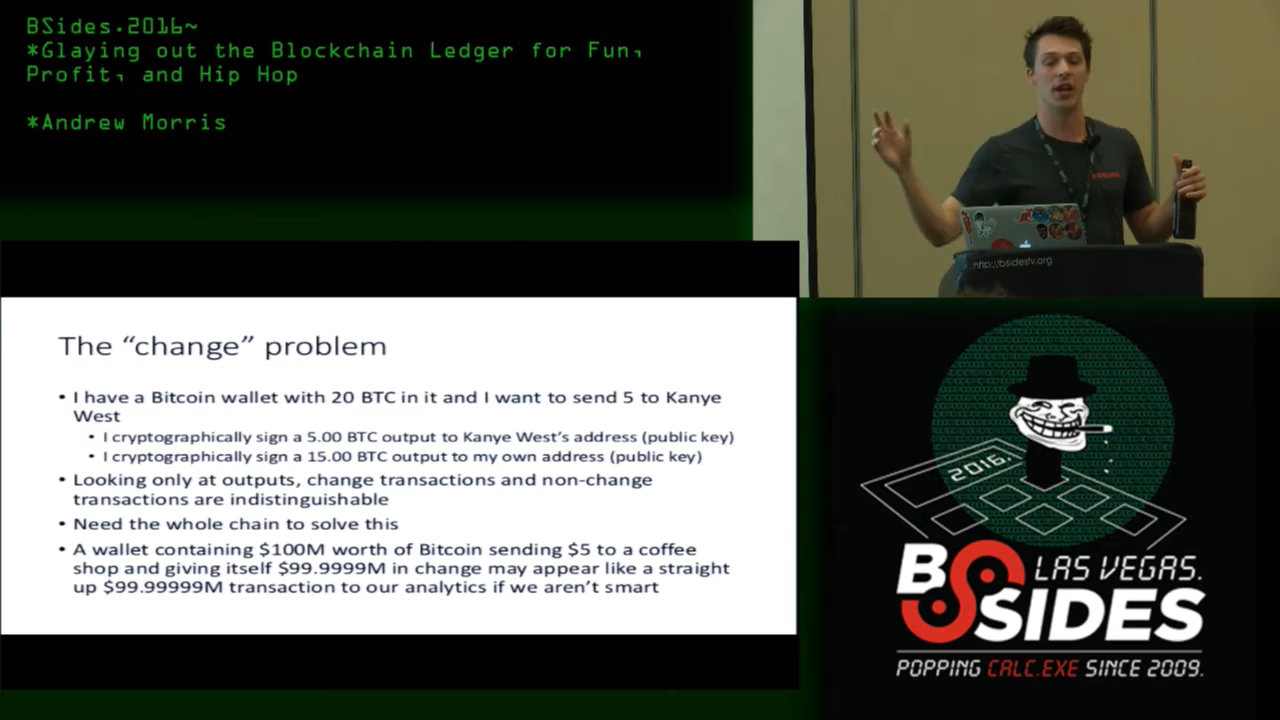 BSides.2016~
*Glaying out the Blockchain Ledger for Fun,
Profit, and Hip Hop
*Andrew Morris
http://bsideslv.org
The “change” problem
• I have a Bitcoin wallet with 20 BTC in it and I want to send 5 to Kanye
West
• I cryptographically sign a 5.00 BTC output to Kanye West’s address (public key)
• I cryptographically sign a 15.00 BTC output to my own address (public key)
• Looking only at outputs, change transactions and non-change
transactions are indistinguishable
• Need the whole chain to solve this
• A wallet containing $100M worth of Bitcoin sending $5 to a coffee
shop and giving itself $99.9999M in change may appear like a straight
up $99.99999M transaction to our analytics if we aren’t smart
2016.
BSIDES
LAS VEGAS.
POPPING CALC.EXE SINCE 2009.